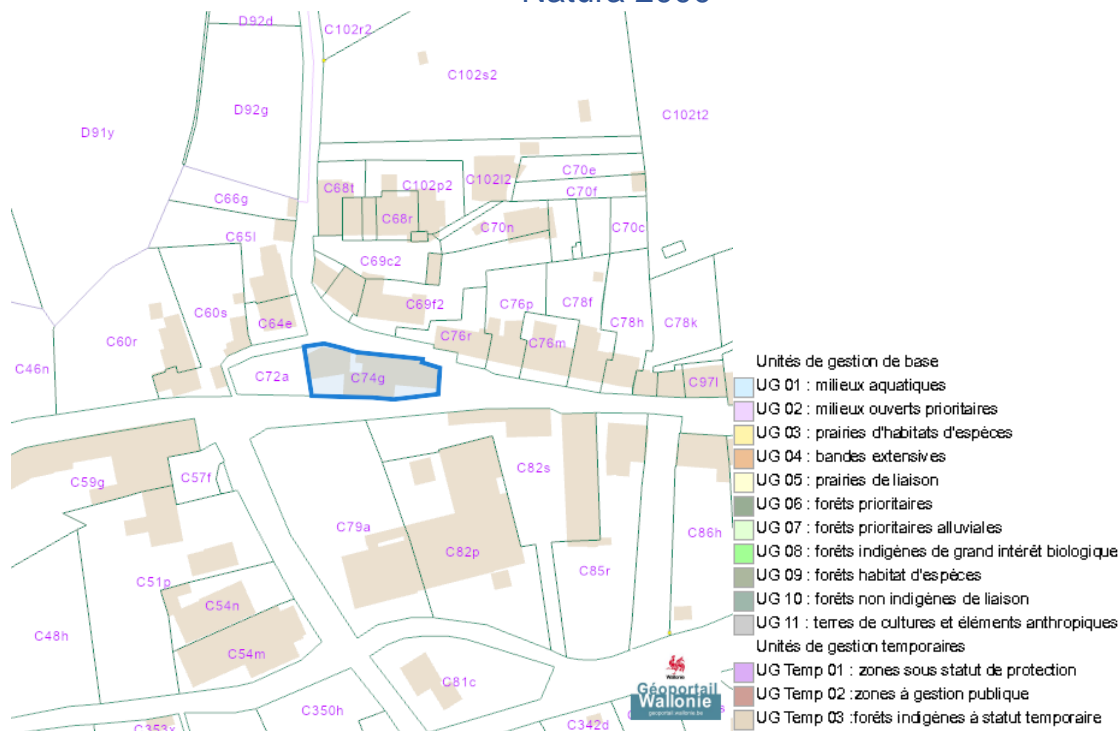 Natura 2000
D92d
C102r2
C102s2
D92g
C102t2
D91y
C102l2
C70e
C68t
C102p2
C70f
C66g
C68r
C70n
C70c
C65l
C69c2
C60s
C69f2
C76p
C78f
C64e
C78h
C78k
C60r
C76r
C76m
C46n
C72a
C74g
C97l
C59g
C57f
C82s
C79a
C86h
C82p
C85r
C51p
C54n
C48h
C54m
C81c
C350h
C353x
C342d
Unités de gestion de base
UG 01 : milieux aquatiques
UG 02 : milieux ouverts prioritaires
UG 03 : prairies d'habitats d'espèces
UG 04 : bandes extensives
UG 05 : prairies de liaison
UG 06 : forêts prioritaires
UG 07 : forêts prioritaires alluviales
UG 08 : forêts indigènes de grand intérêt biologique
UG 09 : forêts habitat d'espèces
UG 10 : forêts non indigènes de liaison
UG 11 : terres de cultures et éléments anthropiques
Unités de gestion temporaires
UG Temp 01 : zones sous statut de protection
UG Temp 02 :zones à gestion publique
UG Temp 03 :forêts indigènes à statut temporaire
Wallonie
Géoportail
Wallonie
geoportail.wallonie.be